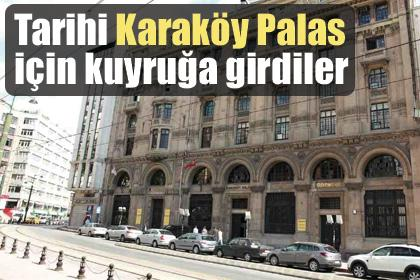 Tarihi Karaköy Palas
için kuyruğa girdiler